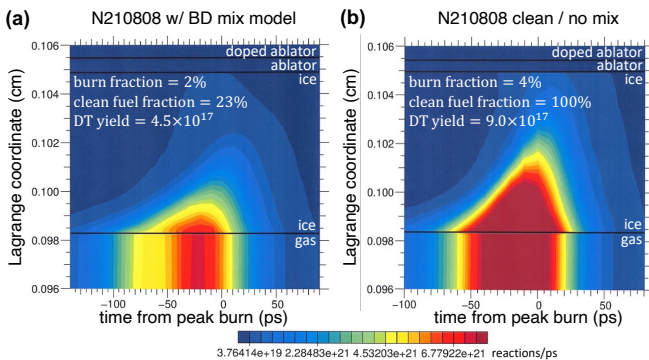 (a) N210808 w/ BD mix model
0.106
0.104
0.102
0.100
0.098
0.096
Lagrange coordinate (cm)
doped ablator
ablator
ice
burn fraction = 2%
clean fuel fraction = 23%
DT yield = 4.5×10¹⁷
ice
gas
-100 -50 0 50
time from peak burn (ps)
(b) N210808 clean / no mix
0.106
0.104
0.102
0.100
0.098
0.096
Lagrange coordinate (cm)
doped ablator
ablator
ice
burn fraction = 4%
clean fuel fraction = 100%
DT yield = 9.0×10¹⁷
ice
gas
-100 -50 0 50
time from peak burn (ps)
3.76414e+19 2.28483e+21 4.53203e+21 6.77922e+21 reactions/ps